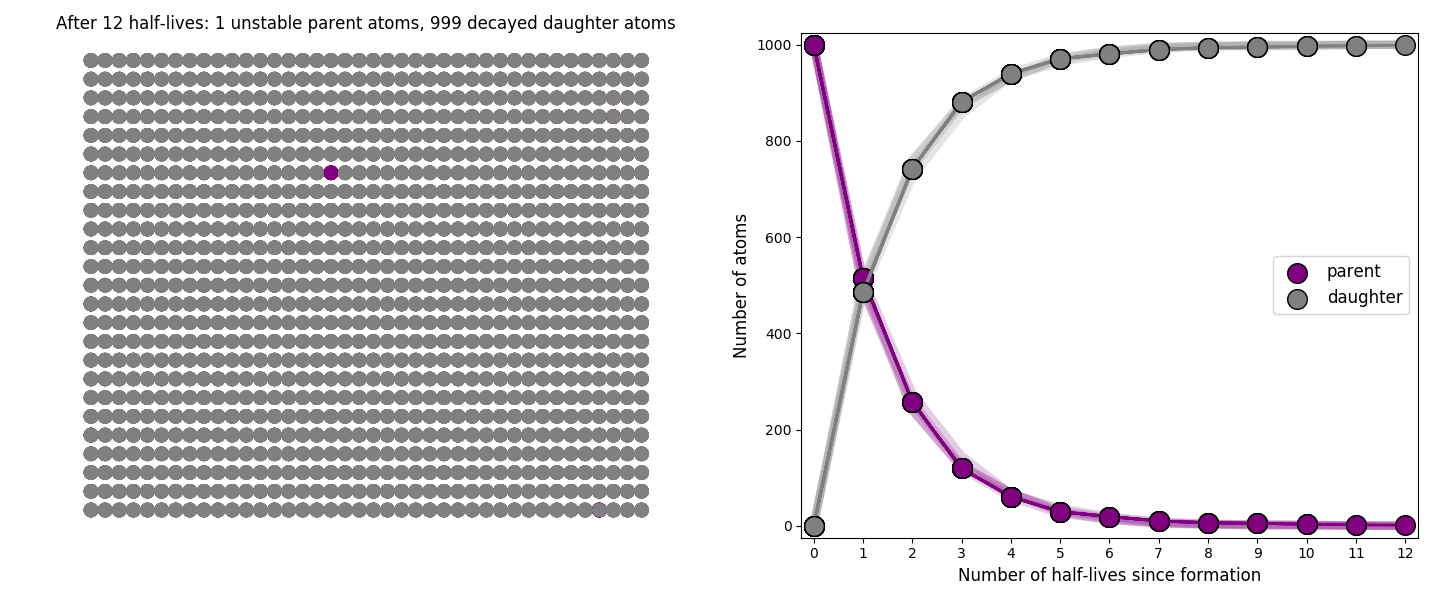 After 12 half-lives: 1 unstable parent atoms, 999 decayed daughter atoms
1000
800
600
400
200
0
Number of atoms
parent
daughter
0 1 2 3 4 5 6 7 8 9 10 11 12
Number of half-lives since formation